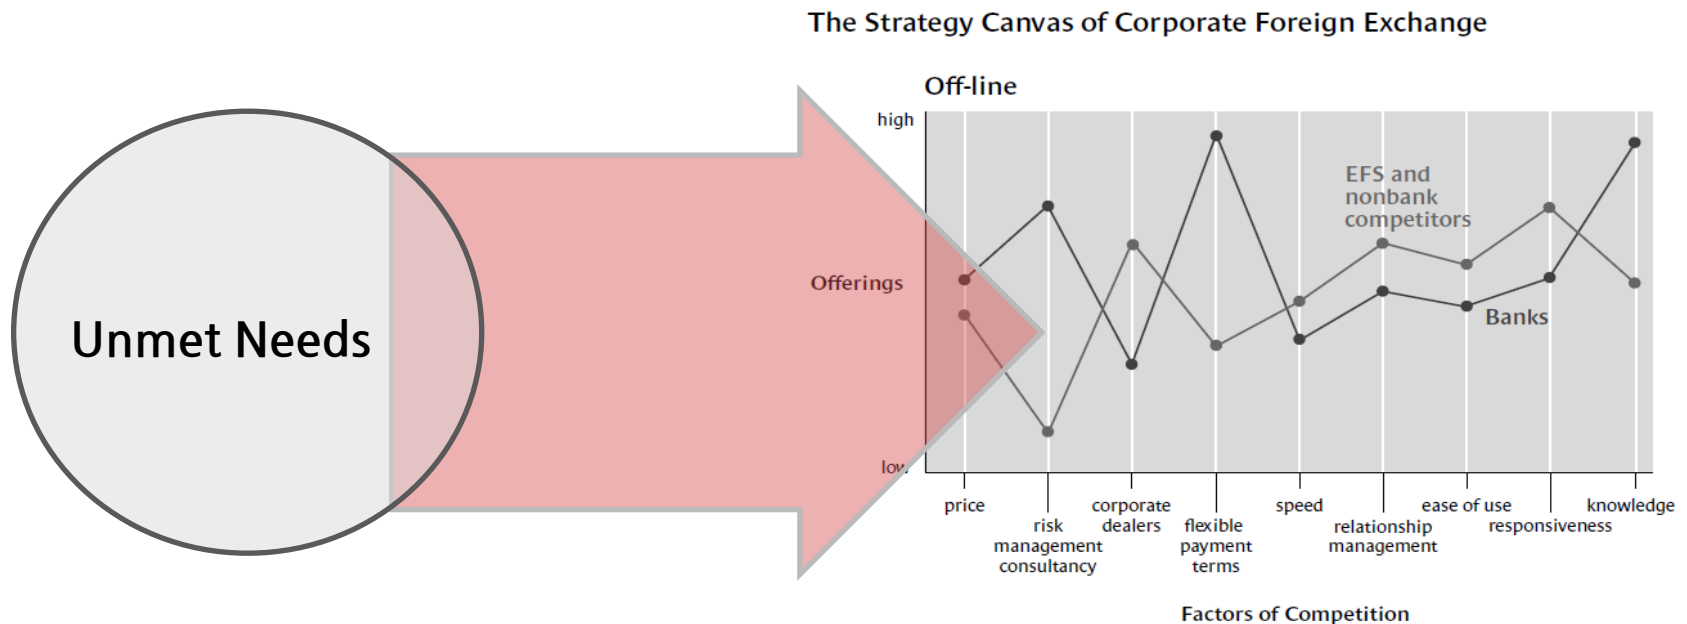 The Strategy Canvas of Corporate Foreign Exchange
Off-line
high
EFS and
nonbank
competitors
Offerings
Unmet Needs
Banks
low
price
risk
management
consultancy
corporate
dealers
flexible
payment
terms
speed
relationship
management
ease of use
responsiveness
knowledge
Factors of Competition